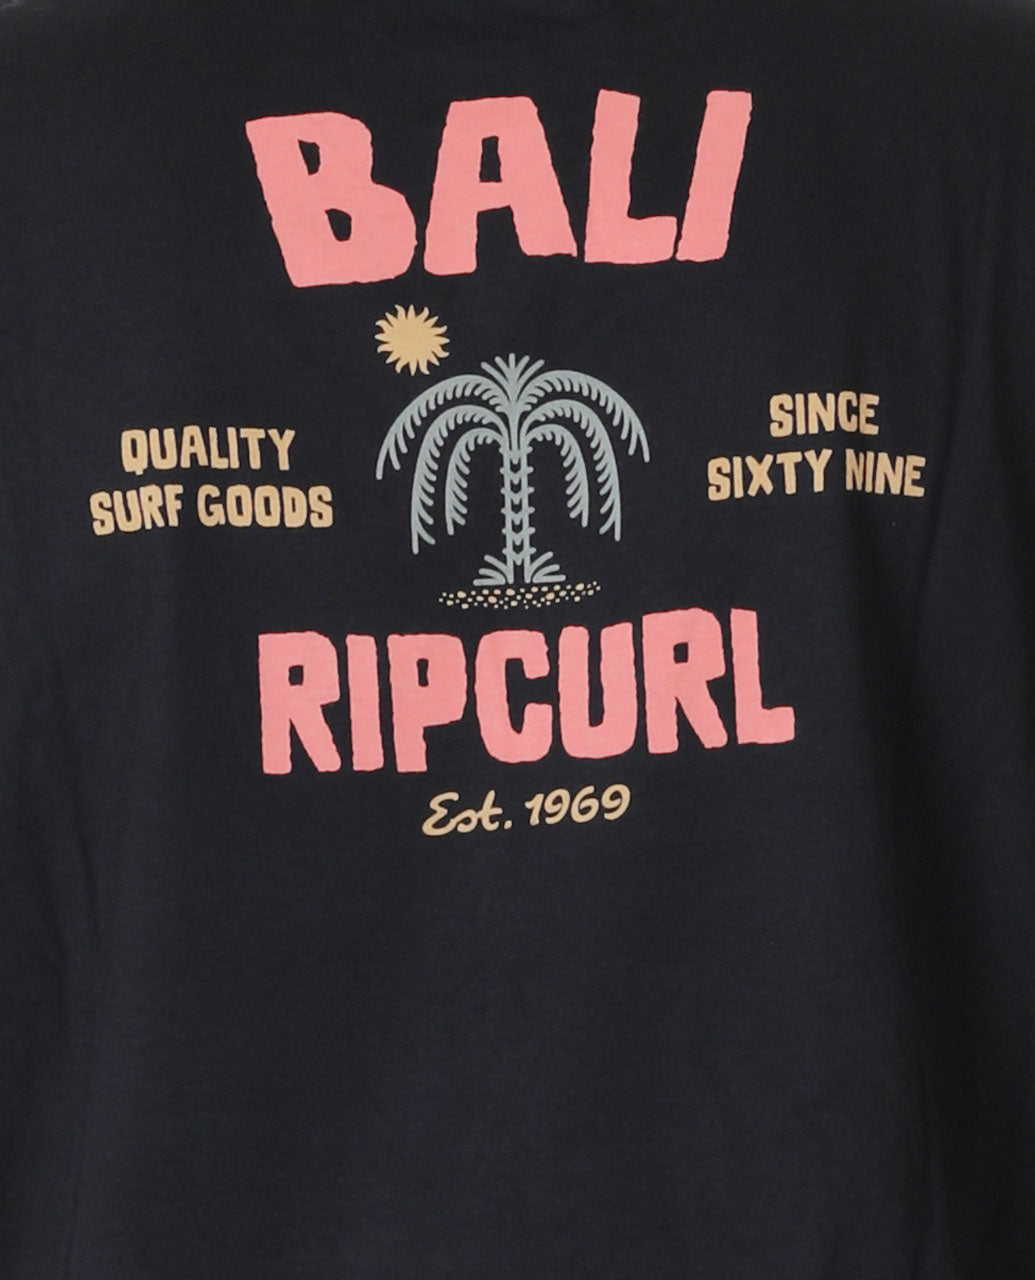 BALI
QUALITY
SURF GOODS
SINCE
SIXTY NINE
RIPCURL
Est. 1969